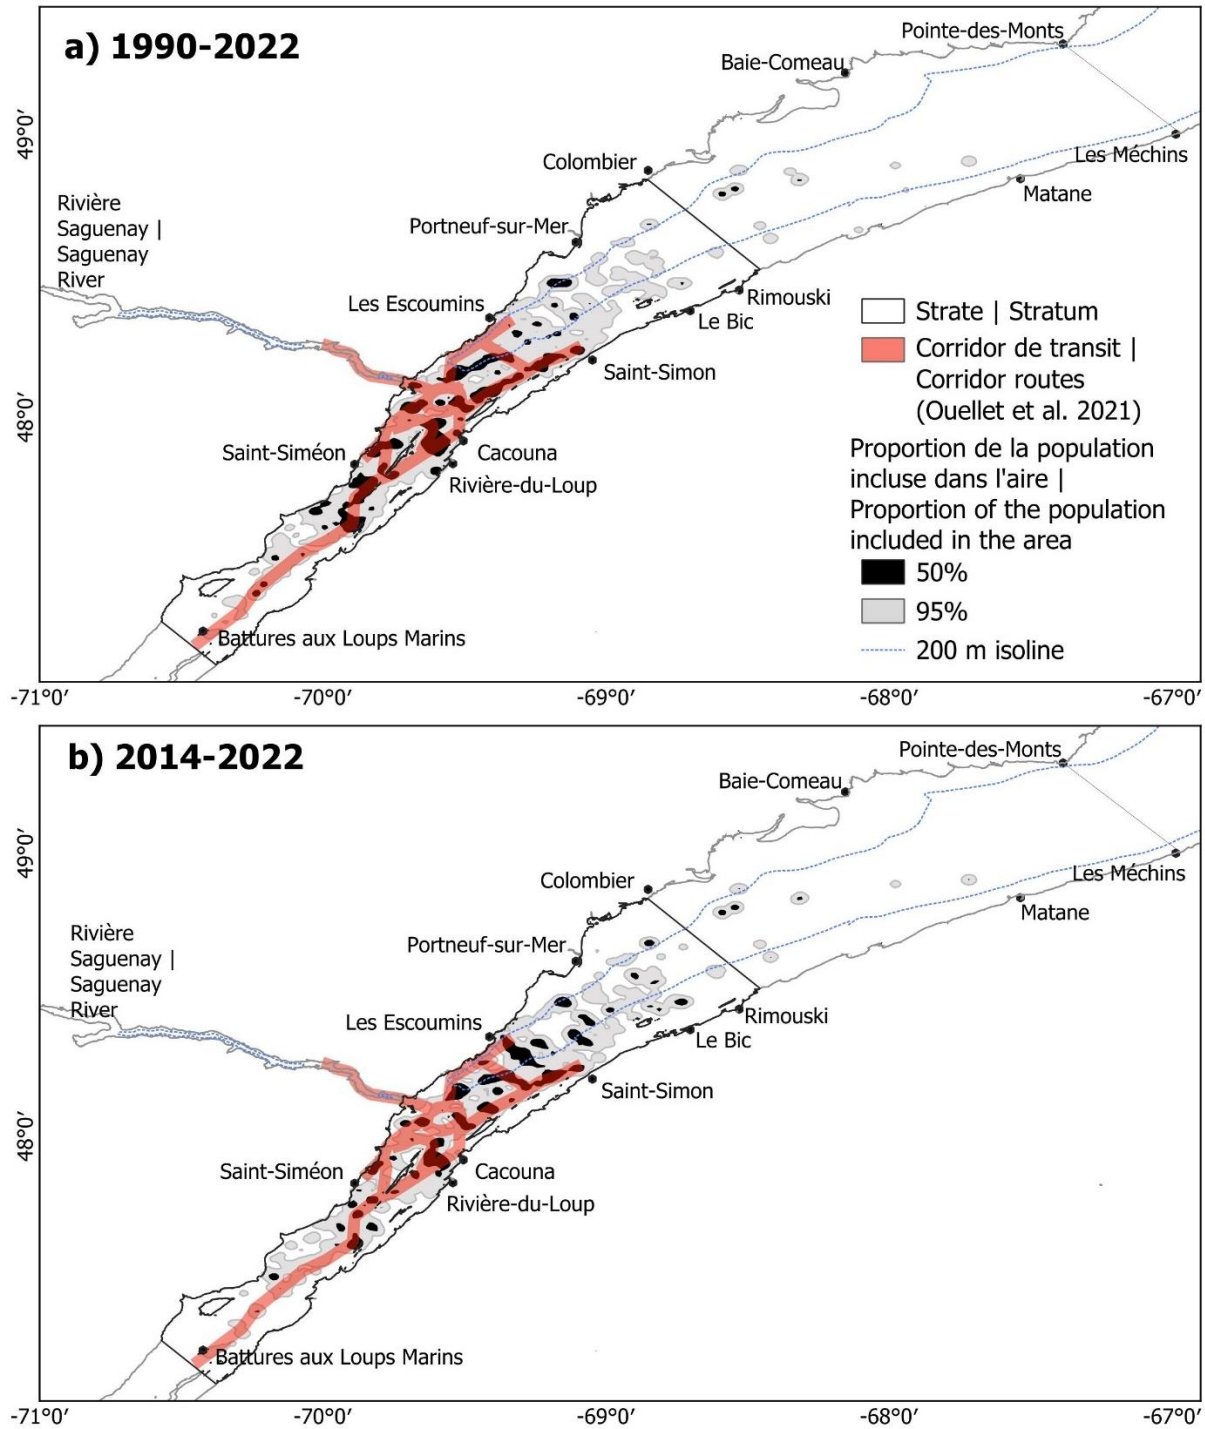 a) 1990-2022
Pointe-des-Monts
Baie-Comeau
49°0'
Colombier
Les Méchins
Matane
Rivière
Saguenay |
Saguenay
River
Portneuf-sur-Mer
Les Escoumins
Rimouski
Le Bic
Saint-Simon
48°0'
Saint-Siméon
Cacouna
Rivière-du-Loup
Battures aux Loups Marins
Strate | Stratum
Corridor de transit |
Corridor routes
(Ouellet et al. 2021)
Proportion de la population
incluse dans l'aire |
Proportion of the population
included in the area
50%
95%
200 m isoline
-71°0'
-70°0'
-69°0'
-68°0'
-67°0'
b) 2014-2022
Pointe-des-Monts
Baie-Comeau
49°0'
Colombier
Les Méchins
Matane
Rivière
Saguenay |
Saguenay
River
Portneuf-sur-Mer
Les Escoumins
Rimouski
Le Bic
Saint-Simon
48°0'
Saint-Siméon
Cacouna
Rivière-du-Loup
Battures aux Loups Marins
-71°0'
-70°0'
-69°0'
-68°0'
-67°0'